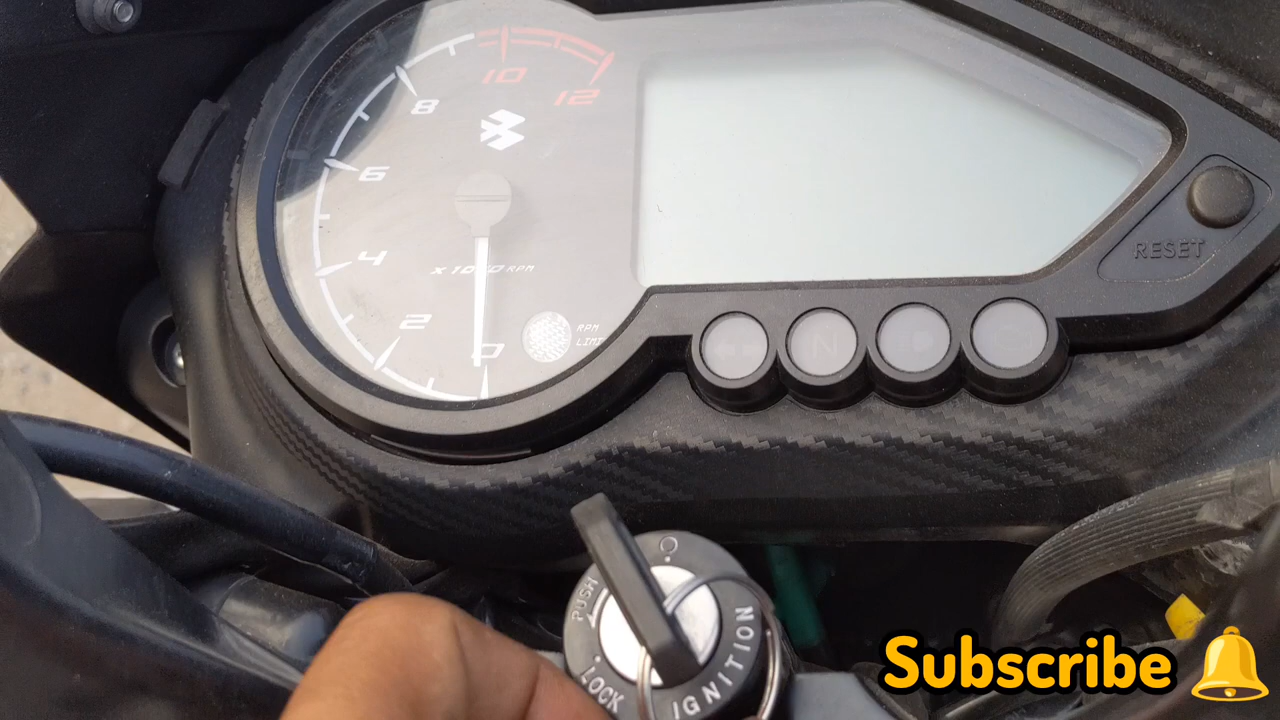 10
12
8
6
4
X 1000 RPM
2
0
RPM
LIMIT
RESET
N
PUSH
LOCK
IGNITION
Subscribe